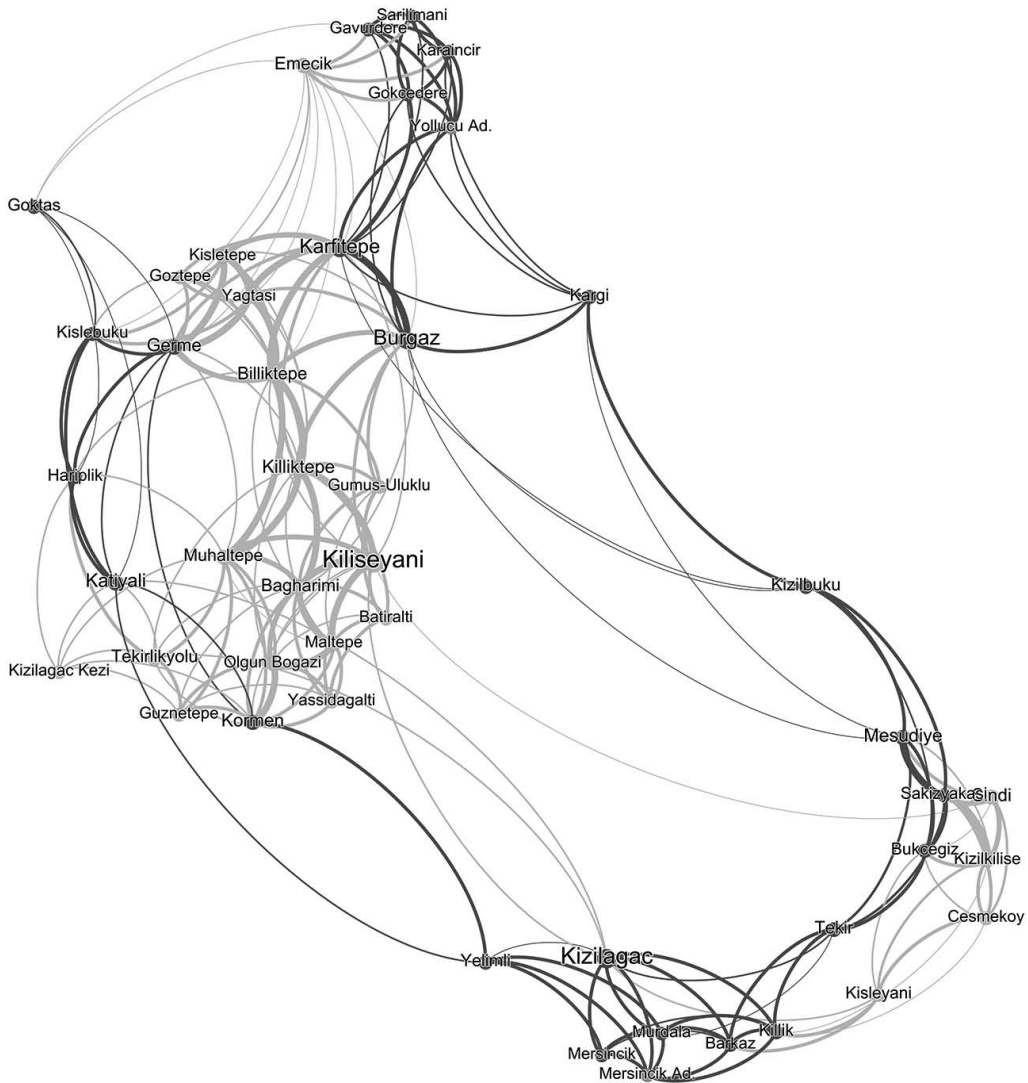 Sarilimani
Gavurdere
Karaincir
Emecik
Gokcedere
Yollucu Ad.
Goktas
Karfitepe
Kisletepe
Goztepe
Yagtasi
Kargi
Kislebuku
Germe
Burgaz
Billiktepe
Killiktepe
Hariplik
Gumus-Uluklu
Muhaltepe
Kiliseyani
Katiyali
Bagharimi
Kizilbuku
Batiralti
Maltepe
Tekirlikyolu
Olgun Bogazi
Kizilagac Kezi
Yassidagalti
Guznetepe
Kormen
Mesudiye
Sakizyakasi
Cindi
Bukcegiz
Kizilkilise
Cesmekoy
Tekir
Kizilagac
Yelimli
Kisleyani
Murdala
Killik
Barkaz
Mersincik
Mersincik Ad.